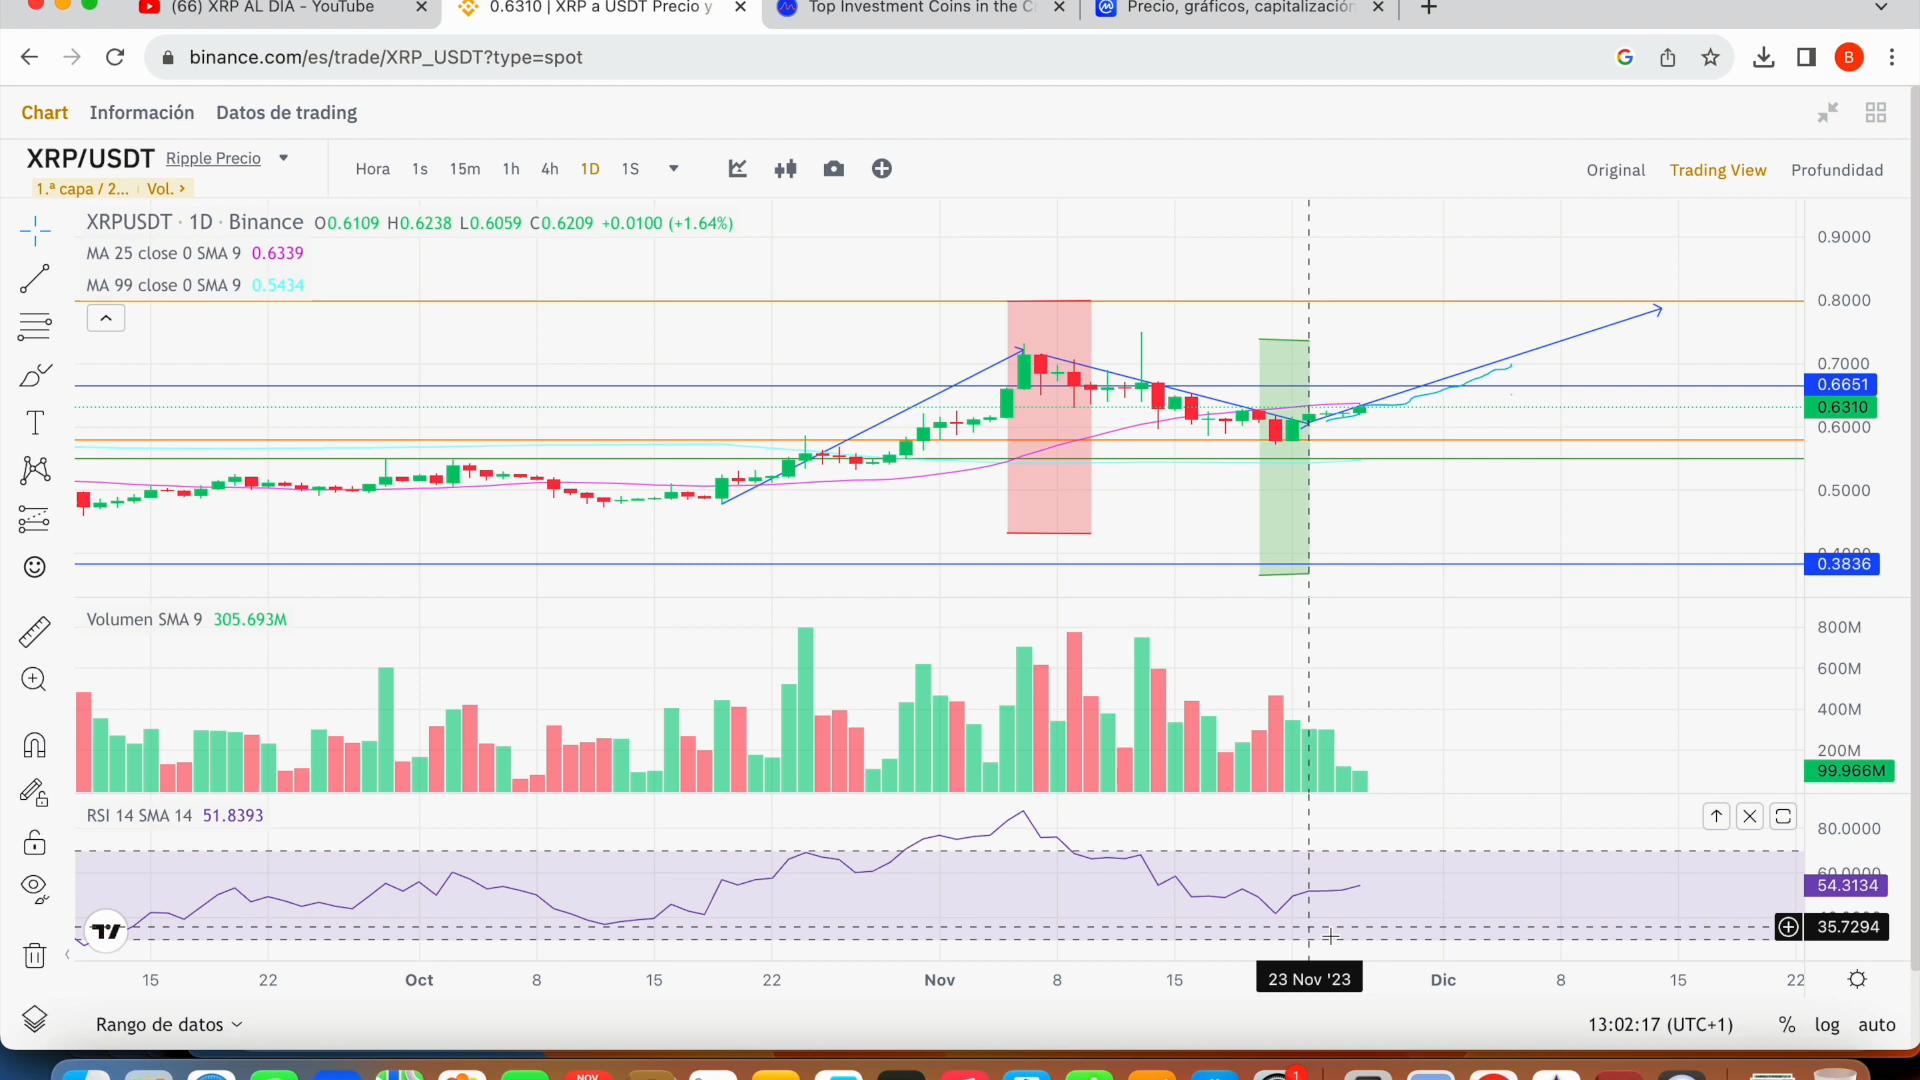 (66) XRP AL DÍA - YouTube
0.6310 | XRP a USDT Precio y
Top Investment Coins in the C
Precio, gráficos, capitalización
binance.com/es/trade/XRP_USDT?type=spot
B
Chart Información Datos de trading
XRP/USDT Ripple Precio
1.ª capa / 2... Vol. >
Hora 1s 15m 1h 4h 1D 1S
Original Trading View Profundidad
XRPUSDT · 1D · Binance O0.6109 H0.6238 L0.6059 C0.6209 +0.0100 (+1.64%)
MA 25 close 0 SMA 9 0.6339
MA 99 close 0 SMA 9 0.5434
0.9000
0.8000
0.7000
0.6651
0.6310
0.6000
0.5000
0.4000
0.3836
Volumen SMA 9 305.693M
800M
600M
400M
200M
99.966M
RSI 14 SMA 14 51.8393
80.0000
60.0000
54.3134
35.7294
15 22 Oct 8 15 22 Nov 8 15 23 Nov '23 Dic 8 15 22
Rango de datos
13:02:17 (UTC+1) % log auto
NOV
1